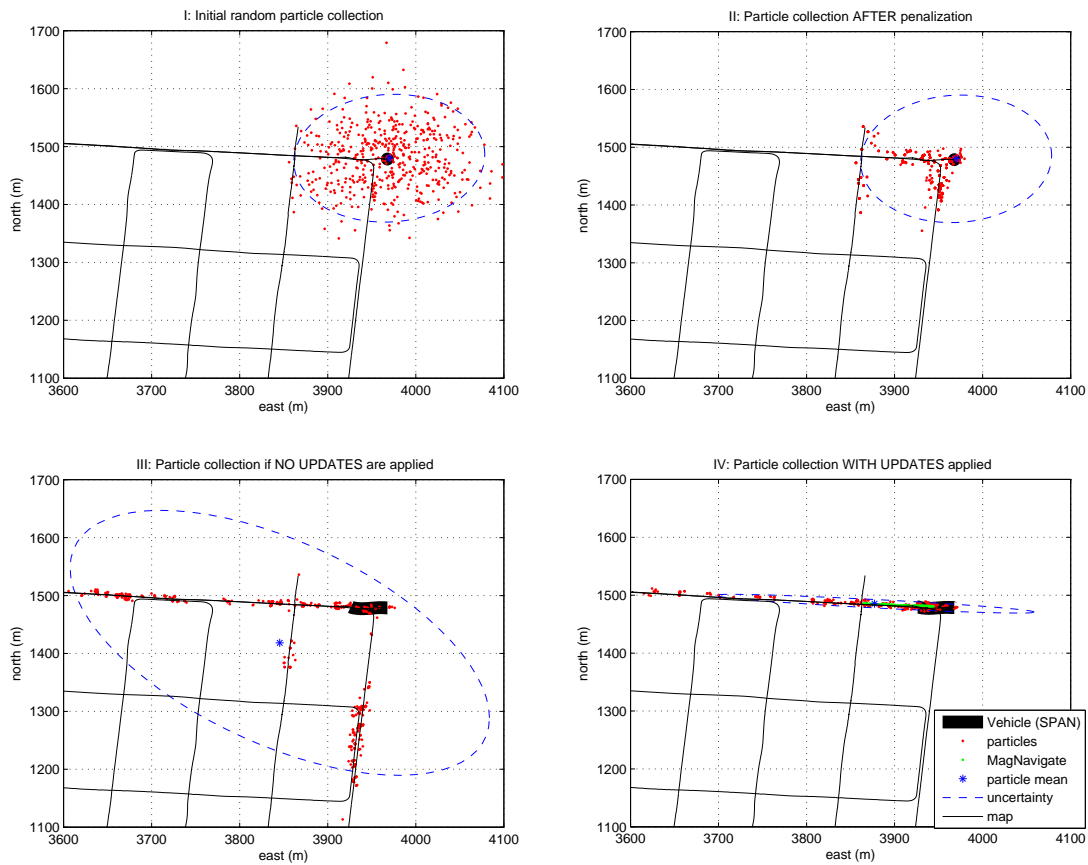 I: Initial random particle collection
1700
1600
1500
1400
1300
1200
1100
north (m)
3600 3700 3800 3900 4000 4100
east (m)
II: Particle collection AFTER penalization
1700
1600
1500
1400
1300
1200
1100
north (m)
3600 3700 3800 3900 4000 4100
east (m)
III: Particle collection if NO UPDATES are applied
1700
1600
1500
1400
1300
1200
1100
north (m)
3600 3700 3800 3900 4000 4100
east (m)
IV: Particle collection WITH UPDATES applied
1700
1600
1500
1400
1300
1200
1100
north (m)
3600 3700 3800 3900 4000 4100
east (m)
Vehicle (SPAN)
particles
MagNavigate
particle mean
uncertainty
map